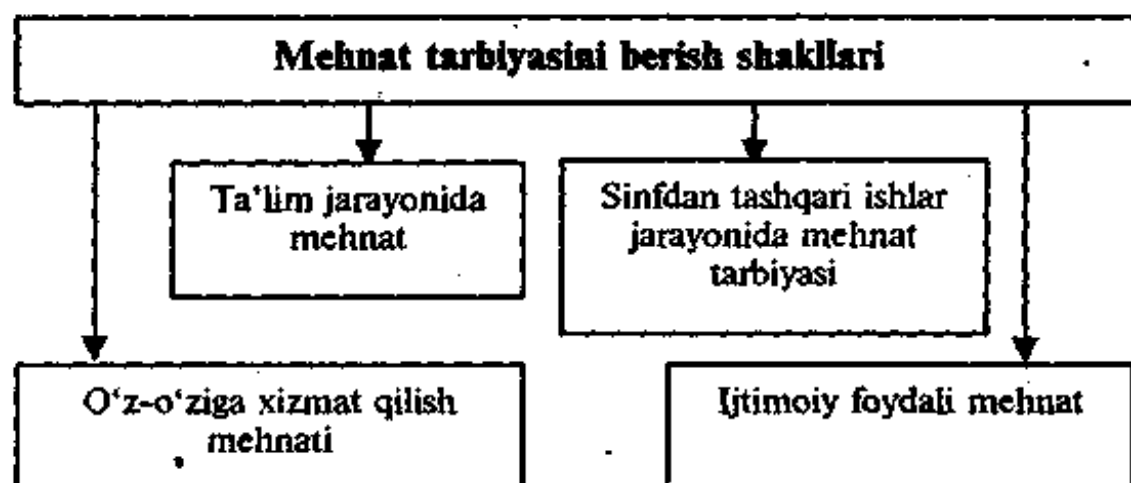 Mehnat tarbiyasini berish shakllari
Ta‘lim jarayonida
mehnat
Sinfdan tashqari ishlar
jarayonida mehnat
tarbiyasi
O‘z-o‘ziga xizmat qilish
mehnati
Ijtimoiy foydali mehnat